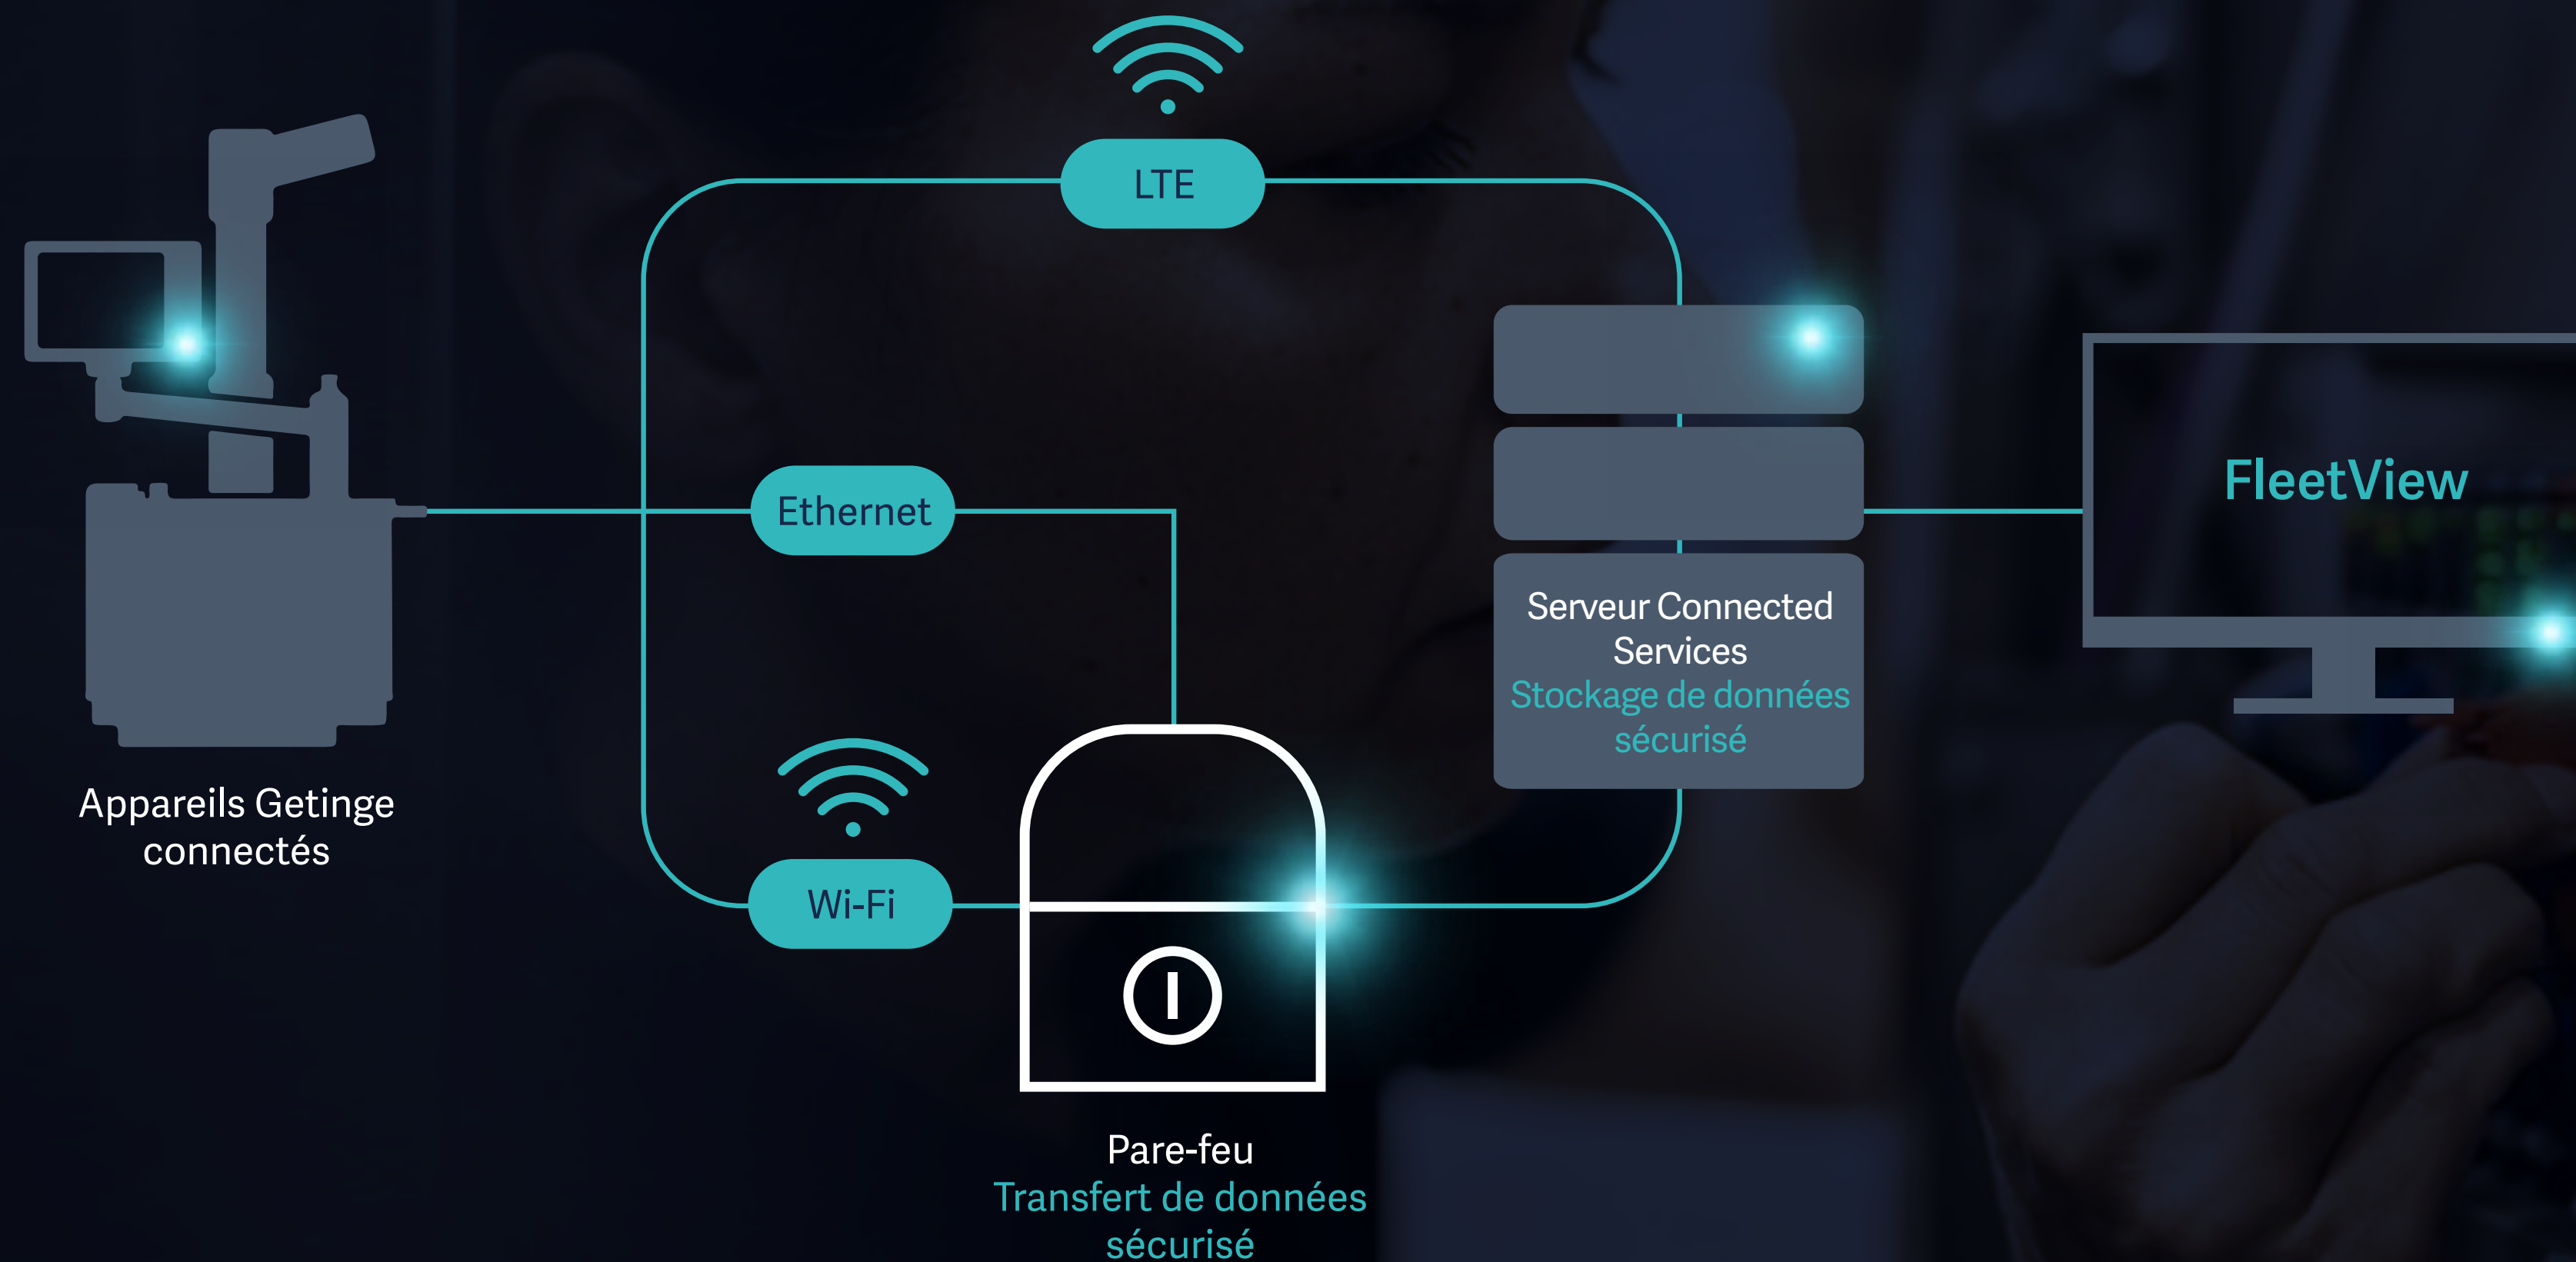 LTE
Ethernet
FleetView
Serveur Connected
Services
Stockage de données
sécurisé
Appareils Getinge
connectés
Wi-Fi
Pare-feu
Transfert de données
sécurisé